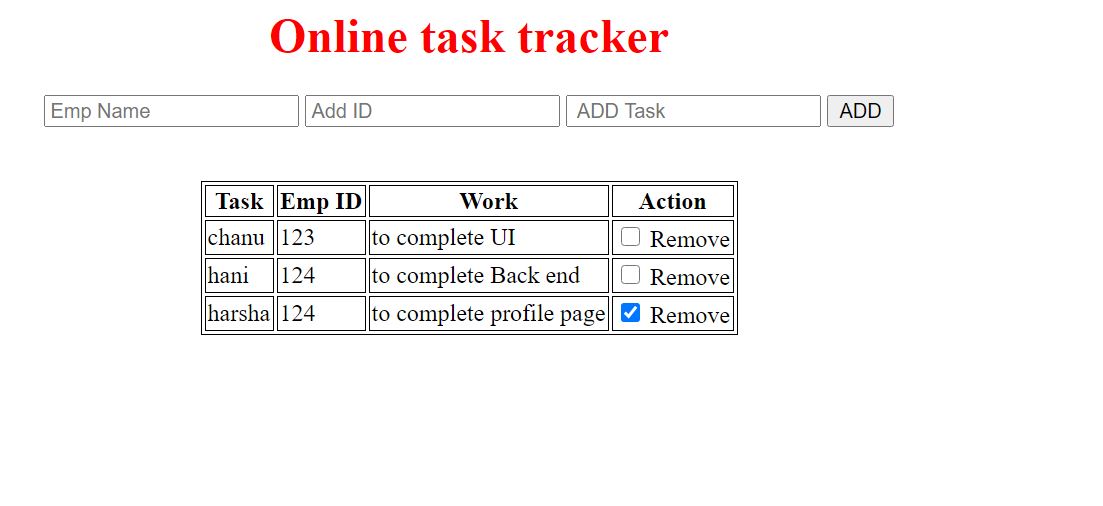 Online task tracker
Emp Name Add ID ADD Task ADD
Task Emp ID Work Action
chanu 123 to complete UI Remove
hani 124 to complete Back end Remove
harsha 124 to complete profile page Remove